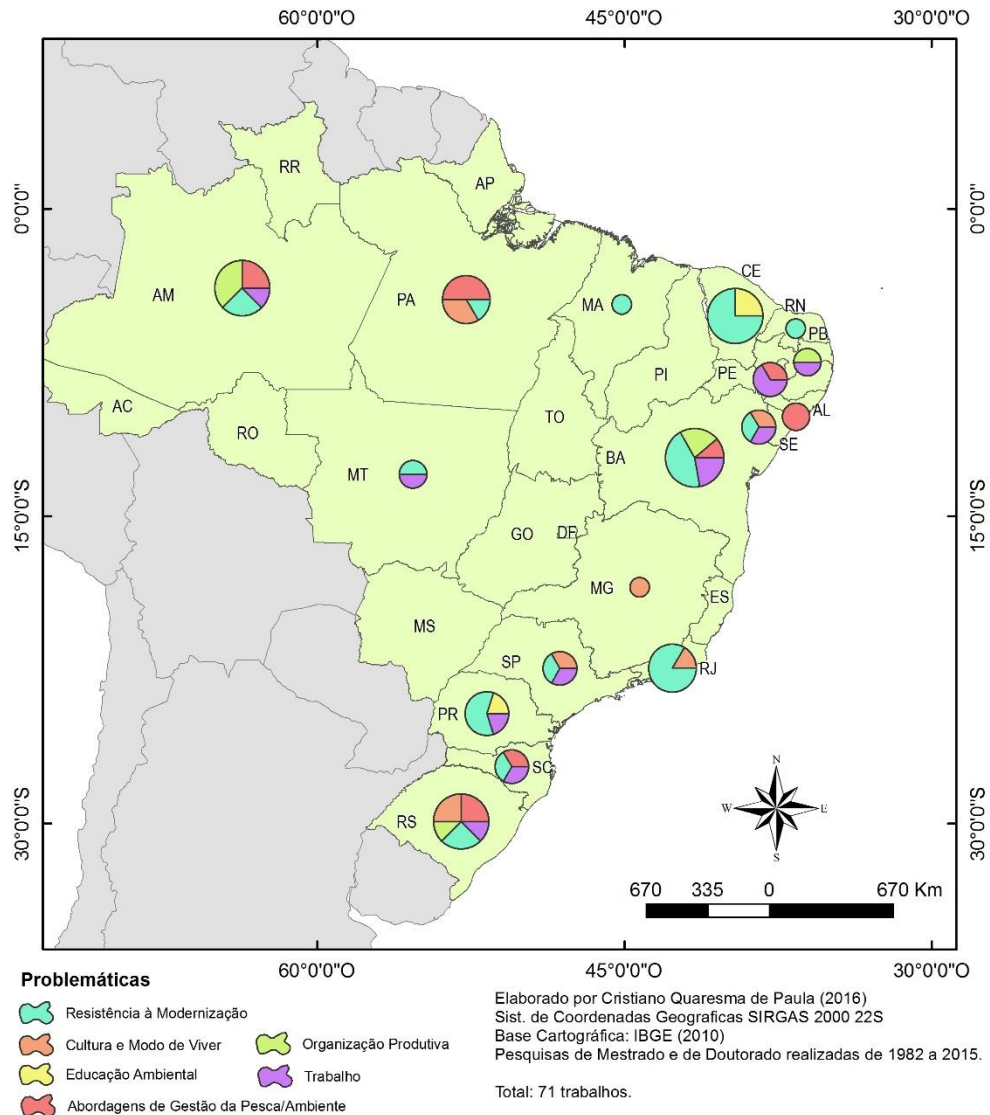 60°0'0"O 45°0'0"O 30°0'0"O
0°0'0" 0°0'0"
15°0'0"S 15°0'0"S
30°0'0"S 30°0'0"S
RR
AP
AM
PA
MA
CE
RN
PB
PI
PE
AC
TO
AL
RO
SE
BA
MT
GO
DF
MG
ES
MS
SP
RJ
PR
SC
RS
N
W E
S
670 335 0 670 Km
60°0'0"O 45°0'0"O 30°0'0"O
Problemáticas
Resistência à Modernização
Cultura e Modo de Viver
Educação Ambiental
Abordagens de Gestão da Pesca/Ambiente
Organização Produtiva
Trabalho
Elaborado por Cristiano Quaresma de Paula (2016)
Sist. de Coordenadas Geograficas SIRGAS 2000 22S
Base Cartográfica: IBGE (2010)
Pesquisas de Mestrado e de Doutorado realizadas de 1982 a 2015.
Total: 71 trabalhos.